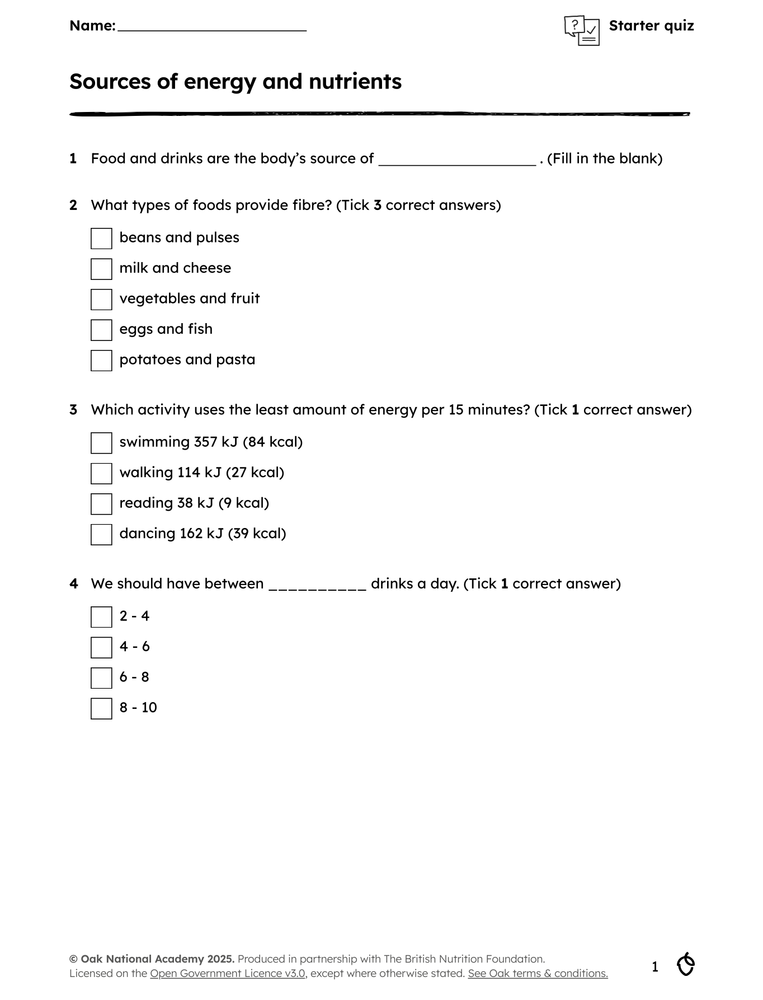 Name:
Starter quiz
Sources of energy and nutrients
1 Food and drinks are the body’s source of ____________________ . (Fill in the blank)
2 What types of foods provide fibre? (Tick 3 correct answers)
beans and pulses
milk and cheese
vegetables and fruit
eggs and fish
potatoes and pasta
3 Which activity uses the least amount of energy per 15 minutes? (Tick 1 correct answer)
swimming 357 kJ (84 kcal)
walking 114 kJ (27 kcal)
reading 38 kJ (9 kcal)
dancing 162 kJ (39 kcal)
4 We should have between __________ drinks a day. (Tick 1 correct answer)
2 - 4
4 - 6
6 - 8
8 - 10
© Oak National Academy 2025. Produced in partnership with The British Nutrition Foundation.
Licensed on the Open Government Licence v3.0, except where otherwise stated. See Oak terms & conditions.
1